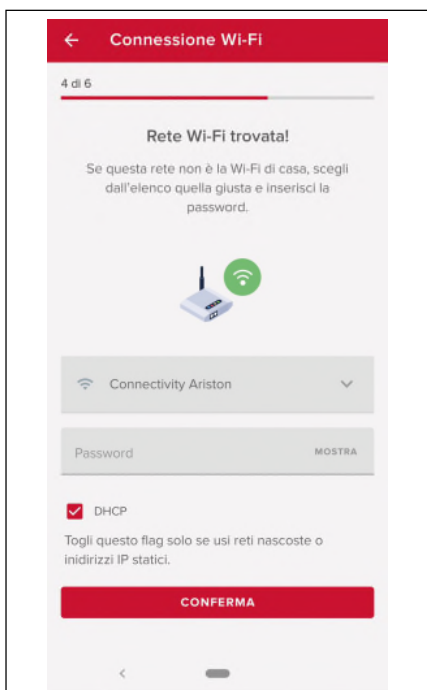 Connessione Wi-Fi
4 di 6
Rete Wi-Fi trovata!
Se questa rete non è la Wi-Fi di casa, scegli
dall'elenco quella giusta e inserisci la
password.
Connectivity Ariston
Password MOSTRA
DHCP
Togli questo flag solo se usi reti nascoste o
inidirizzi IP statici.
CONFERMA